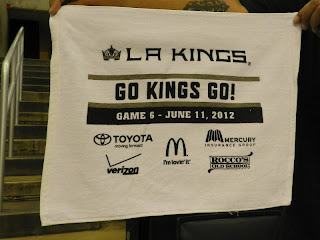 LA KINGS
GO KINGS GO!
GAME 6 - JUNE 11, 2012
TOYOTA
moving forward
M
i'm lovin' it
MERCURY
INSURANCE GROUP
verizon
ROCCO'S
OLD SCHOOL